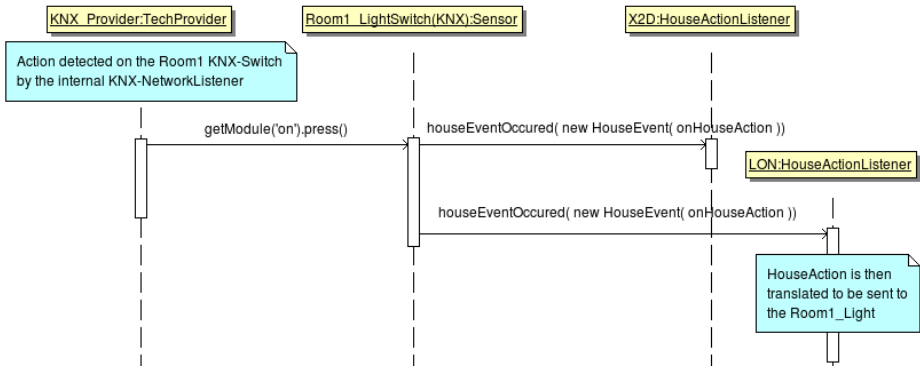 KNX_Provider:TechProvider
Room1_LightSwitch(KNX):Sensor
X2D:HouseActionListener
Action detected on the Room1 KNX-Switch
by the internal KNX-NetworkListener
getModule('on').press()
houseEventOccured( new HouseEvent( onHouseAction ))
LON:HouseActionListener
houseEventOccured( new HouseEvent( onHouseAction ))
HouseAction is then
translated to be sent to
the Room1_Light